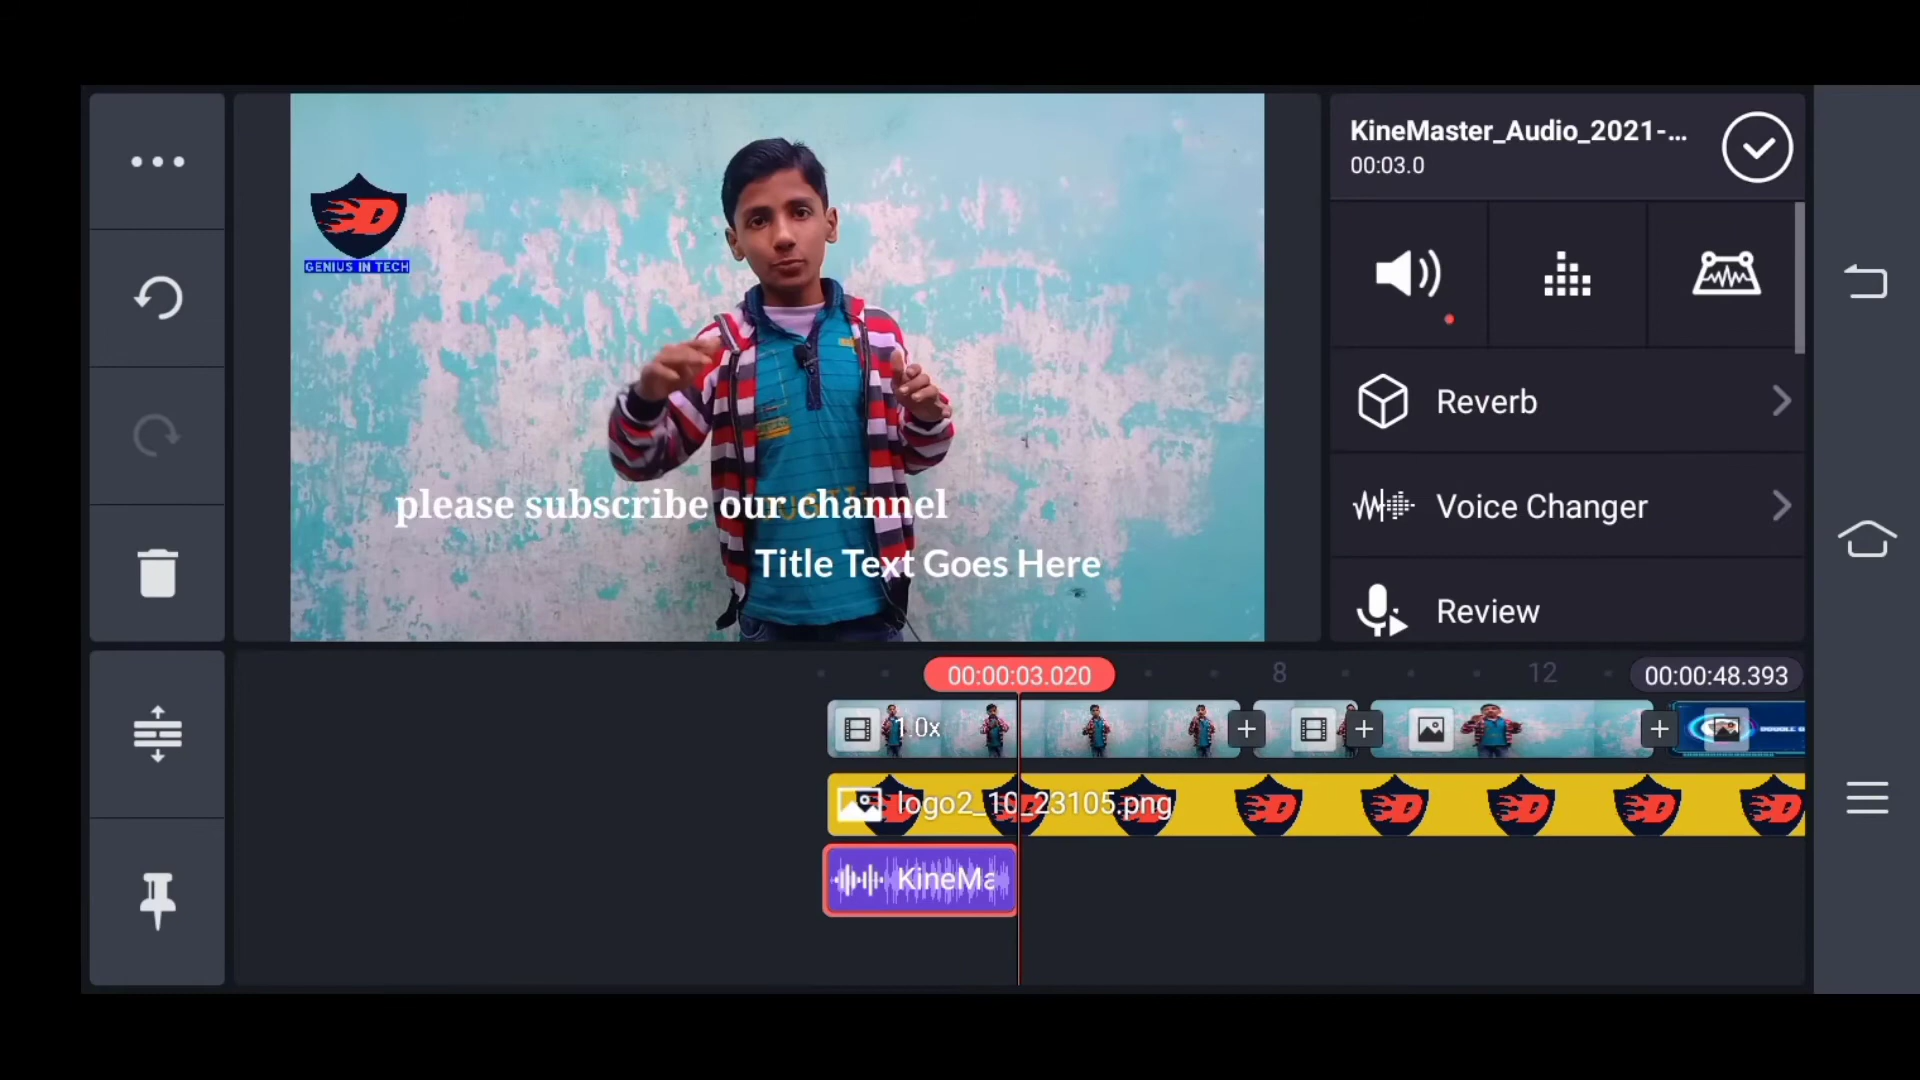 KineMaster_Audio_2021-...
00:03.0
GENIUS IN TECH
Reverb
Voice Changer
please subscribe our channel
Title Text Goes Here
Review
00:00:03.020
8
12
00:00:48.393
1.0x
logo2_10_23105.png
KineMa